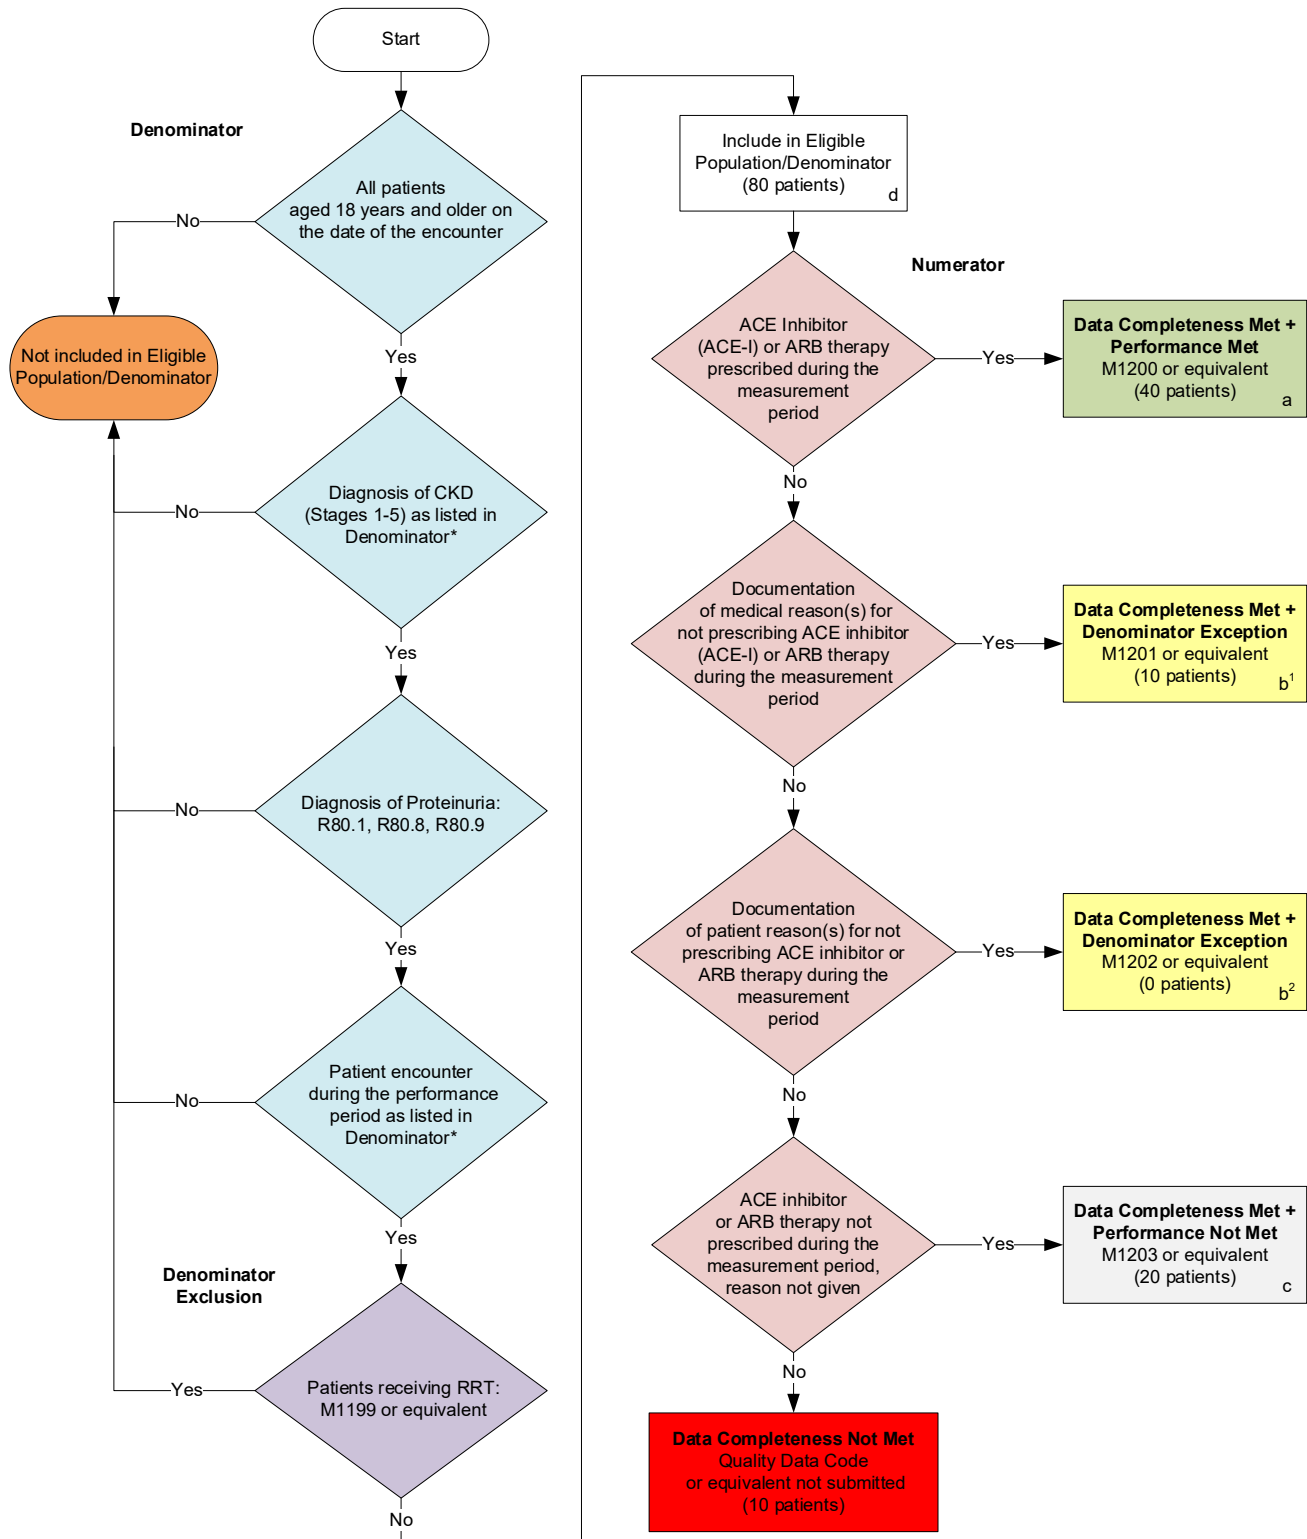 Start
Denominator
All patients
aged 18 years and older on
the date of the encounter
No
Yes
Not included in Eligible
Population/Denominator
Diagnosis of CKD
(Stages 1-5) as listed in
Denominator*
No
Yes
Diagnosis of Proteinuria:
R80.1, R80.8, R80.9
No
Yes
Patient encounter
during the performance
period as listed in
Denominator*
No
Yes
Denominator
Exclusion
Patients receiving RRT:
M1199 or equivalent
Yes
No
Include in Eligible
Population/Denominator
(80 patients)
d
Numerator
ACE Inhibitor
(ACE-I) or ARB therapy
prescribed during the
measurement
period
Yes
Data Completeness Met +
Performance Met
M1200 or equivalent
(40 patients)
a
No
Documentation
of medical reason(s) for
not prescribing ACE inhibitor
(ACE-I) or ARB therapy
during the measurement
period
Yes
Data Completeness Met +
Denominator Exception
M1201 or equivalent
(10 patients)
b¹
No
Documentation
of patient reason(s) for not
prescribing ACE inhibitor or
ARB therapy during the
measurement
period
Yes
Data Completeness Met +
Denominator Exception
M1202 or equivalent
(0 patients)
b²
No
ACE inhibitor
or ARB therapy not
prescribed during the
measurement period,
reason not given
Yes
Data Completeness Met +
Performance Not Met
M1203 or equivalent
(20 patients)
c
No
Data Completeness Not Met
Quality Data Code
or equivalent not submitted
(10 patients)